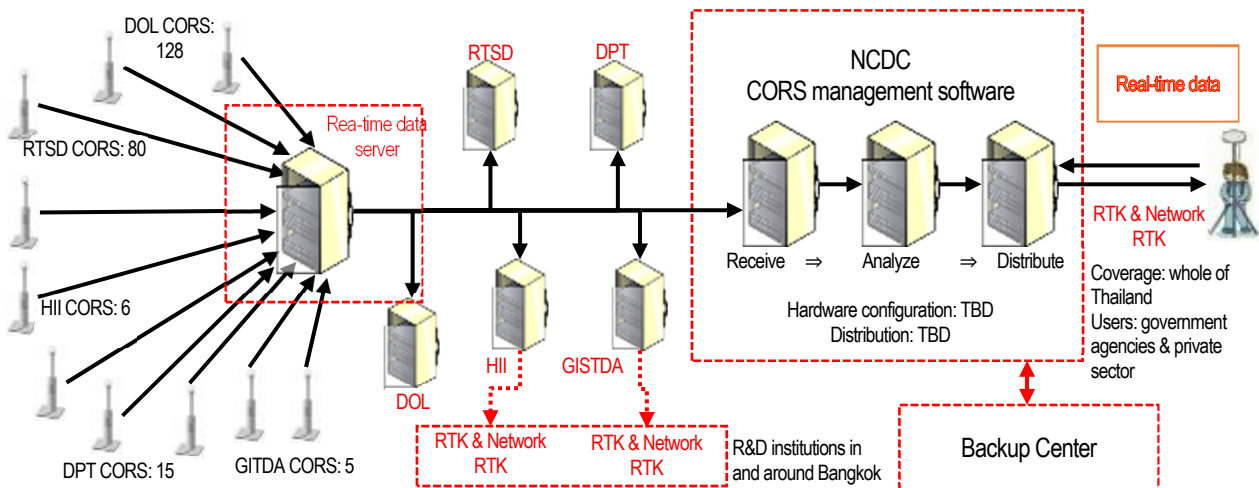 DOL CORS:
128
RTSD CORS: 80
HII CORS: 6
DPT CORS: 15
GITDA CORS: 5
Rea-time data
server
RTSD
DPT
DOL
HII
GISTDA
RTK & Network
RTK
RTK & Network
RTK
R&D institutions in
and around Bangkok
NCDC
CORS management software
Receive ⇒ Analyze ⇒ Distribute
Hardware configuration: TBD
Distribution: TBD
Backup Center
Real-time data
RTK & Network
RTK
Coverage: whole of
Thailand
Users: government
agencies & private
sector